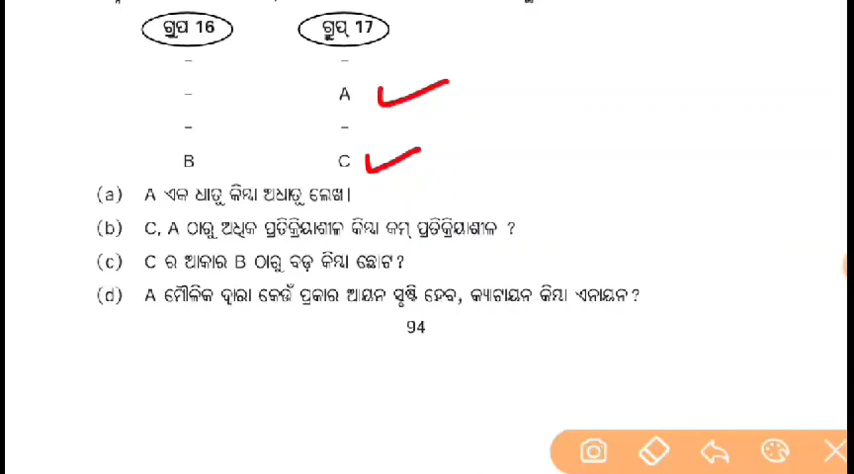 ଗ୍ରୁପ 16 ଗ୍ରୁପ୍ 17
– –
– A
– –
B C
(a) A ଏକ ଧାତୁ କିମ୍ବା ଅଧାତୁ ଲେଖ।
(b) C, A ଠାରୁ ଅଧିକ ପ୍ରତିକ୍ରିୟାଶୀଳ କିମ୍ବା କମ୍ ପ୍ରତିକ୍ରିୟାଶୀଳ ?
(c) C ର ଆକାର B ଠାରୁ ବଡ଼ କିମ୍ବା ଛୋଟ ?
(d) A ମୌଳିକ ଦ୍ୱାରା କେଉଁ ପ୍ରକାର ଆୟନ ସୃଷ୍ଟି ହେବ, କ୍ୟାଟାୟନ କିମ୍ବା ଏନାୟନ ?
94